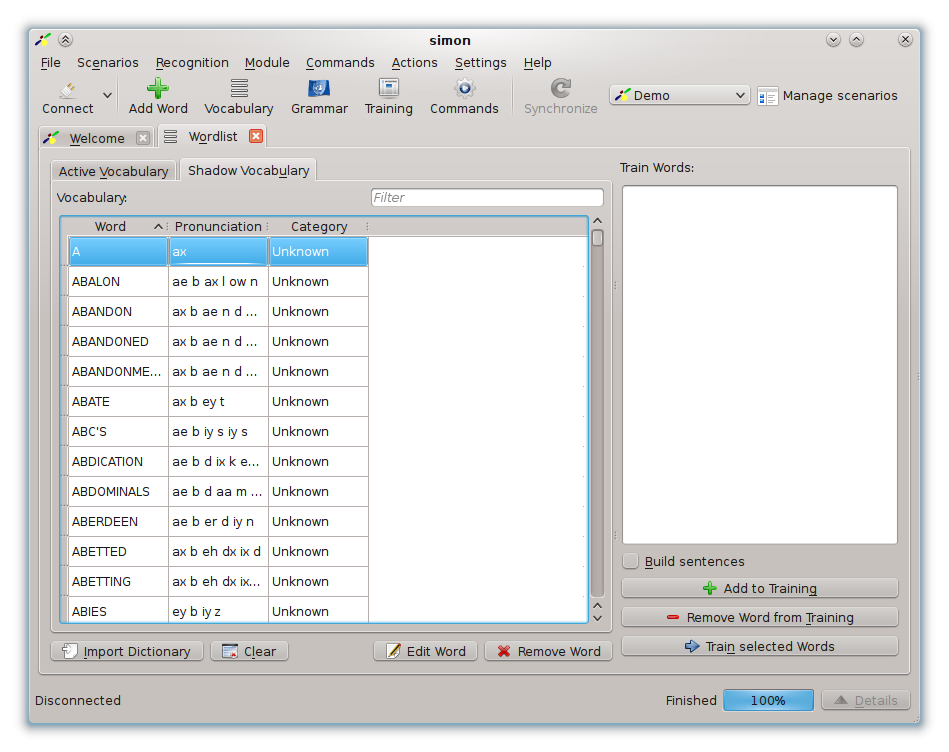 simon
File Scenarios Recognition Module Commands Actions Settings Help
Connect Add Word Vocabulary Grammar Training Commands Synchronize Demo Manage scenarios
Welcome Wordlist
Active Vocabulary Shadow Vocabulary
Train Words:
Vocabulary: Filter
Word Pronunciation Category
A ax Unknown
ABALON ae b ax l ow n Unknown
ABANDON ax b ae n d ... Unknown
ABANDONED ax b ae n d ... Unknown
ABANDONME... ax b ae n d ... Unknown
ABATE ax b ey t Unknown
ABC'S ae b iy s iy s Unknown
ABDICATION ae b d ix k e... Unknown
ABDOMINALS ae b d aa m ... Unknown
ABERDEEN ae b er d iy n Unknown
ABETTED ax b eh dx ix d Unknown
ABETTING ax b eh dx ix... Unknown
ABIES ey b iy z Unknown
Build sentences
Add to Training
Remove Word from Training
Train selected Words
Import Dictionary Clear Edit Word Remove Word
Disconnected Finished 100% Details